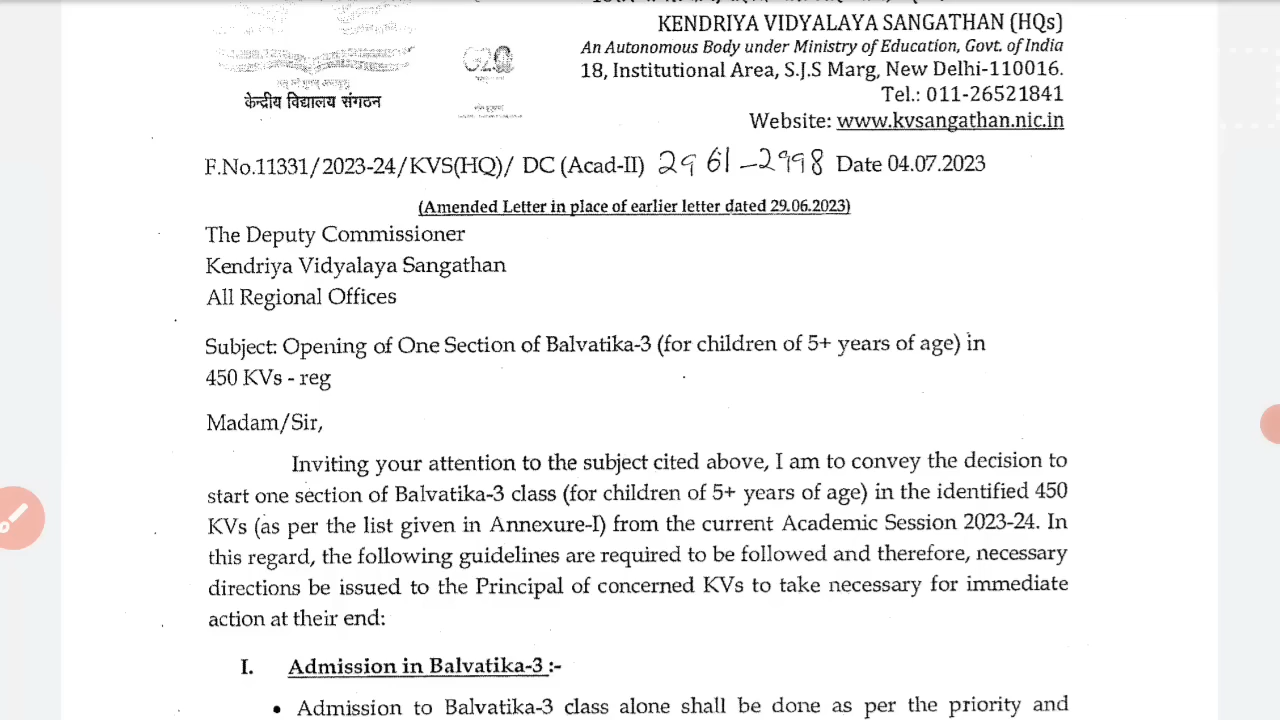 KENDRIYA VIDYALAYA SANGATHAN (HQs)
An Autonomous Body under Ministry of Education, Govt. of India
18, Institutional Area, S.J.S Marg, New Delhi-110016.
Tel.: 011-26521841
Website: www.kvsangathan.nic.in
G20
केन्द्रीय विद्यालय संगठन
F.No.11331/2023-24/KVS(HQ)/ DC (Acad-II) 2961-2998 Date 04.07.2023
(Amended Letter in place of earlier letter dated 29.06.2023)
The Deputy Commissioner
Kendriya Vidyalaya Sangathan
All Regional Offices
Subject: Opening of One Section of Balvatika-3 (for children of 5+ years of age) in
450 KVs - reg
Madam/Sir,
Inviting your attention to the subject cited above, I am to convey the decision to
start one section of Balvatika-3 class (for children of 5+ years of age) in the identified 450
KVs (as per the list given in Annexure-I) from the current Academic Session 2023-24. In
this regard, the following guidelines are required to be followed and therefore, necessary
directions be issued to the Principal of concerned KVs to take necessary for immediate
action at their end:
I. Admission in Balvatika-3 :-
• Admission to Balvatika-3 class alone shall be done as per the priority and